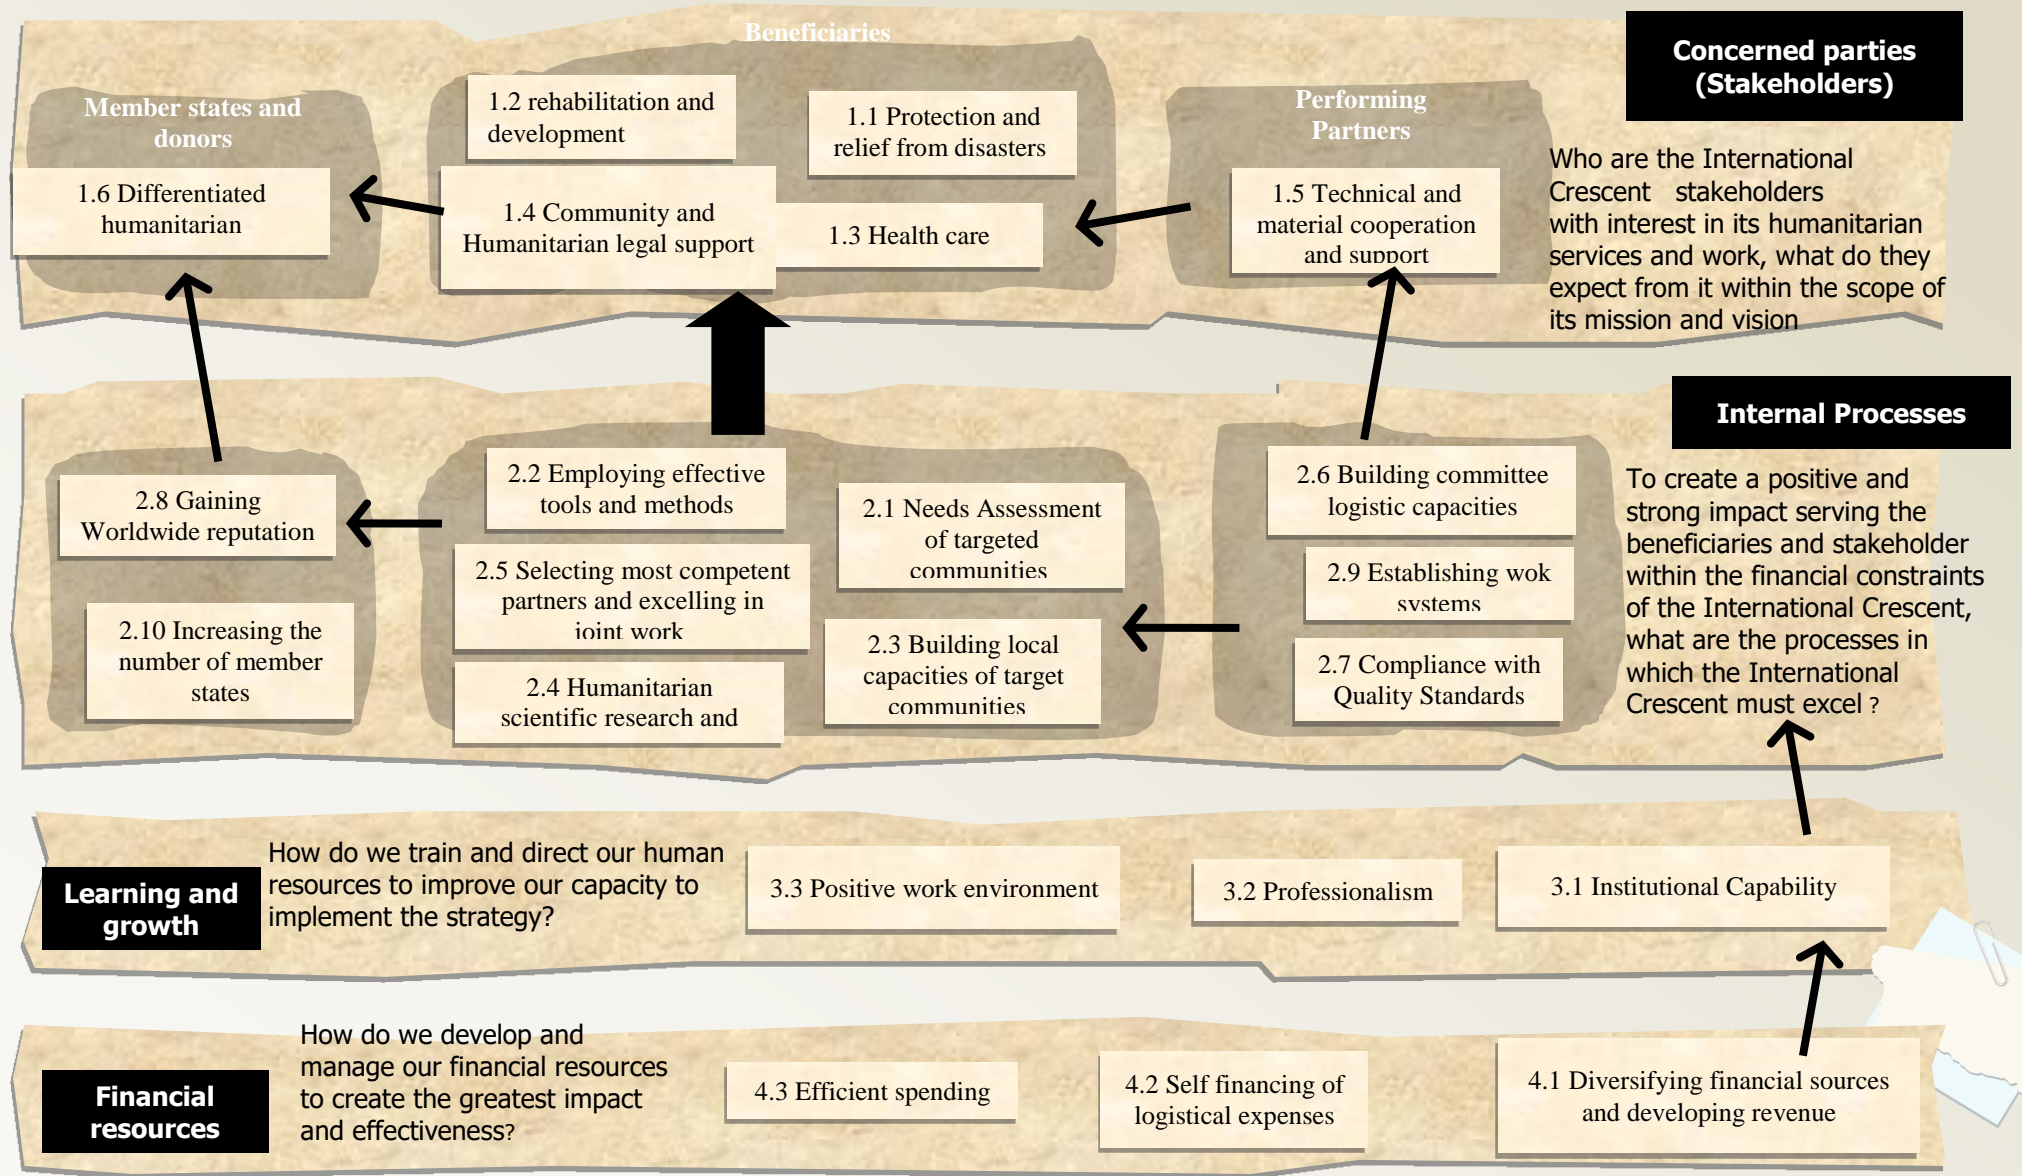 Beneficiaries
Concerned parties
(Stakeholders)
Member states and
donors
1.2 rehabilitation and
development
1.1 Protection and
relief from disasters
Performing
Partners
1.6 Differentiated
humanitarian
1.4 Community and
Humanitarian legal support
1.3 Health care
1.5 Technical and
material cooperation
and support
Who are the International
Crescent stakeholders
with interest in its humanitarian
services and work, what do they
expect from it within the scope of
its mission and vision
Internal Processes
2.8 Gaining
Worldwide reputation
2.10 Increasing the
number of member
states
2.2 Employing effective
tools and methods
2.5 Selecting most competent
partners and excelling in
joint work
2.4 Humanitarian
scientific research and
2.1 Needs Assessment
of targeted
communities
2.3 Building local
capacities of target
communities
2.6 Building committee
logistic capacities
2.9 Establishing wok
systems
2.7 Compliance with
Quality Standards
To create a positive and
strong impact serving the
beneficiaries and stakeholder
within the financial constraints
of the International Crescent,
what are the processes in
which the International
Crescent must excel ?
Learning and
growth
How do we train and direct our human
resources to improve our capacity to
implement the strategy?
3.3 Positive work environment
3.2 Professionalism
3.1 Institutional Capability
Financial
resources
How do we develop and
manage our financial resources
to create the greatest impact
and effectiveness?
4.3 Efficient spending
4.2 Self financing of
logistical expenses
4.1 Diversifying financial sources
and developing revenue